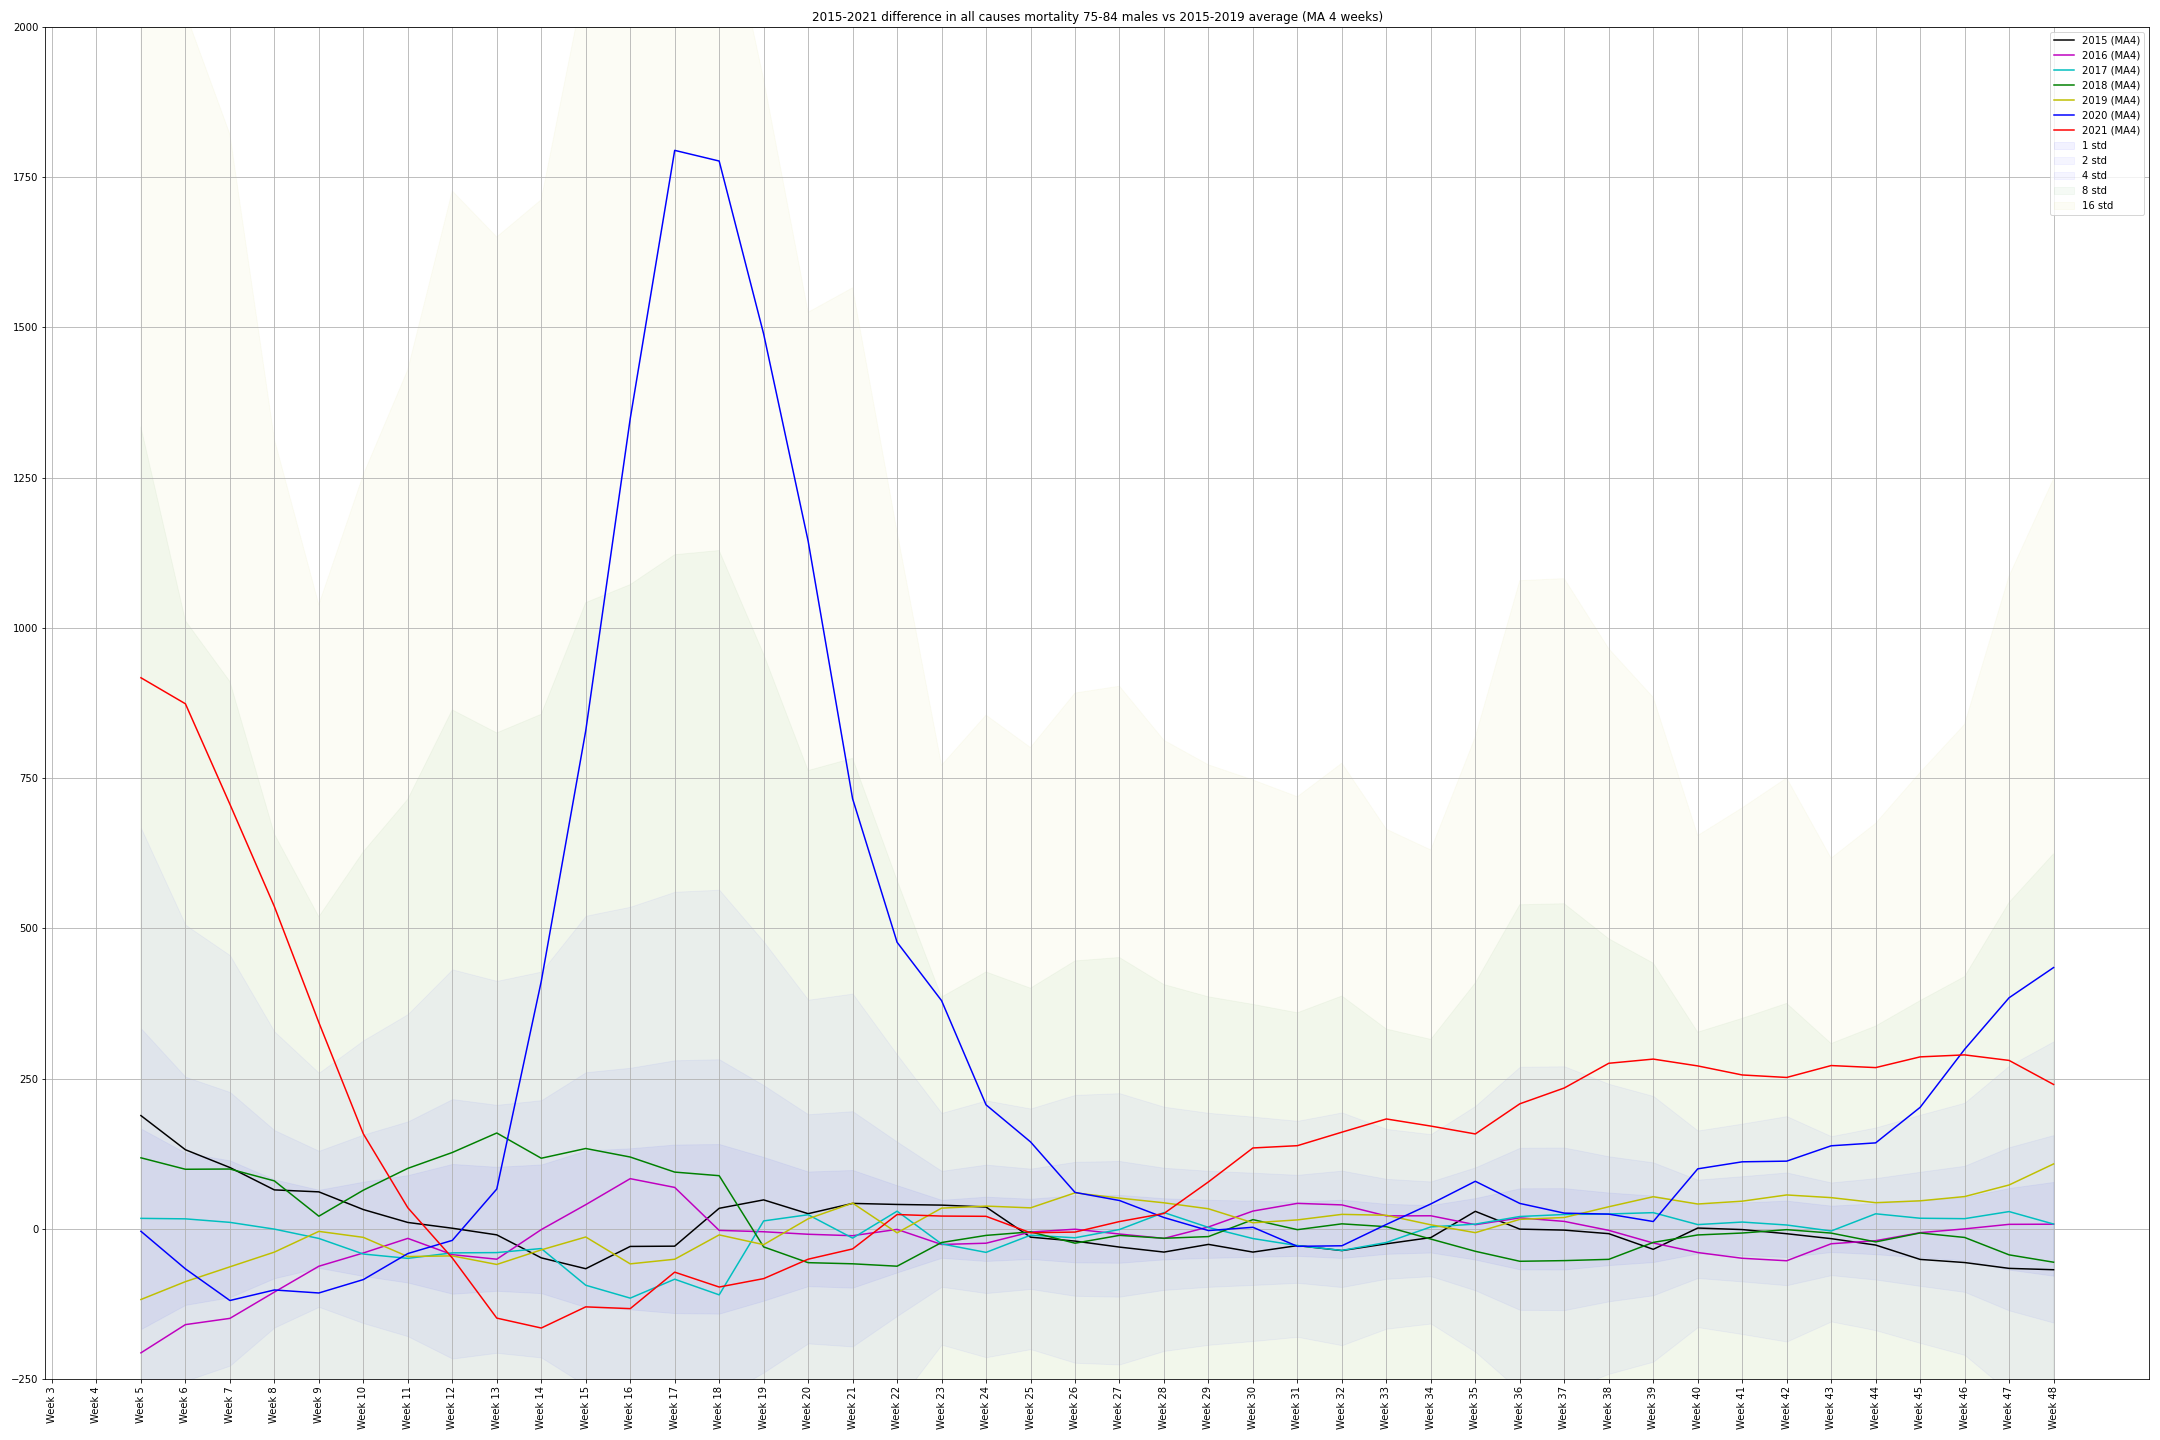 2015-2021 difference in all causes mortality 75-84 males vs 2015-2019 average (MA 4 weeks)
2000
1750
1500
1250
1000
750
500
250
0
−250
2015 (MA4)
2016 (MA4)
2017 (MA4)
2018 (MA4)
2019 (MA4)
2020 (MA4)
2021 (MA4)
1 std
2 std
4 std
8 std
16 std
Week 3
Week 4
Week 5
Week 6
Week 7
Week 8
Week 9
Week 10
Week 11
Week 12
Week 13
Week 14
Week 15
Week 16
Week 17
Week 18
Week 19
Week 20
Week 21
Week 22
Week 23
Week 24
Week 25
Week 26
Week 27
Week 28
Week 29
Week 30
Week 31
Week 32
Week 33
Week 34
Week 35
Week 36
Week 37
Week 38
Week 39
Week 40
Week 41
Week 42
Week 43
Week 44
Week 45
Week 46
Week 47
Week 48